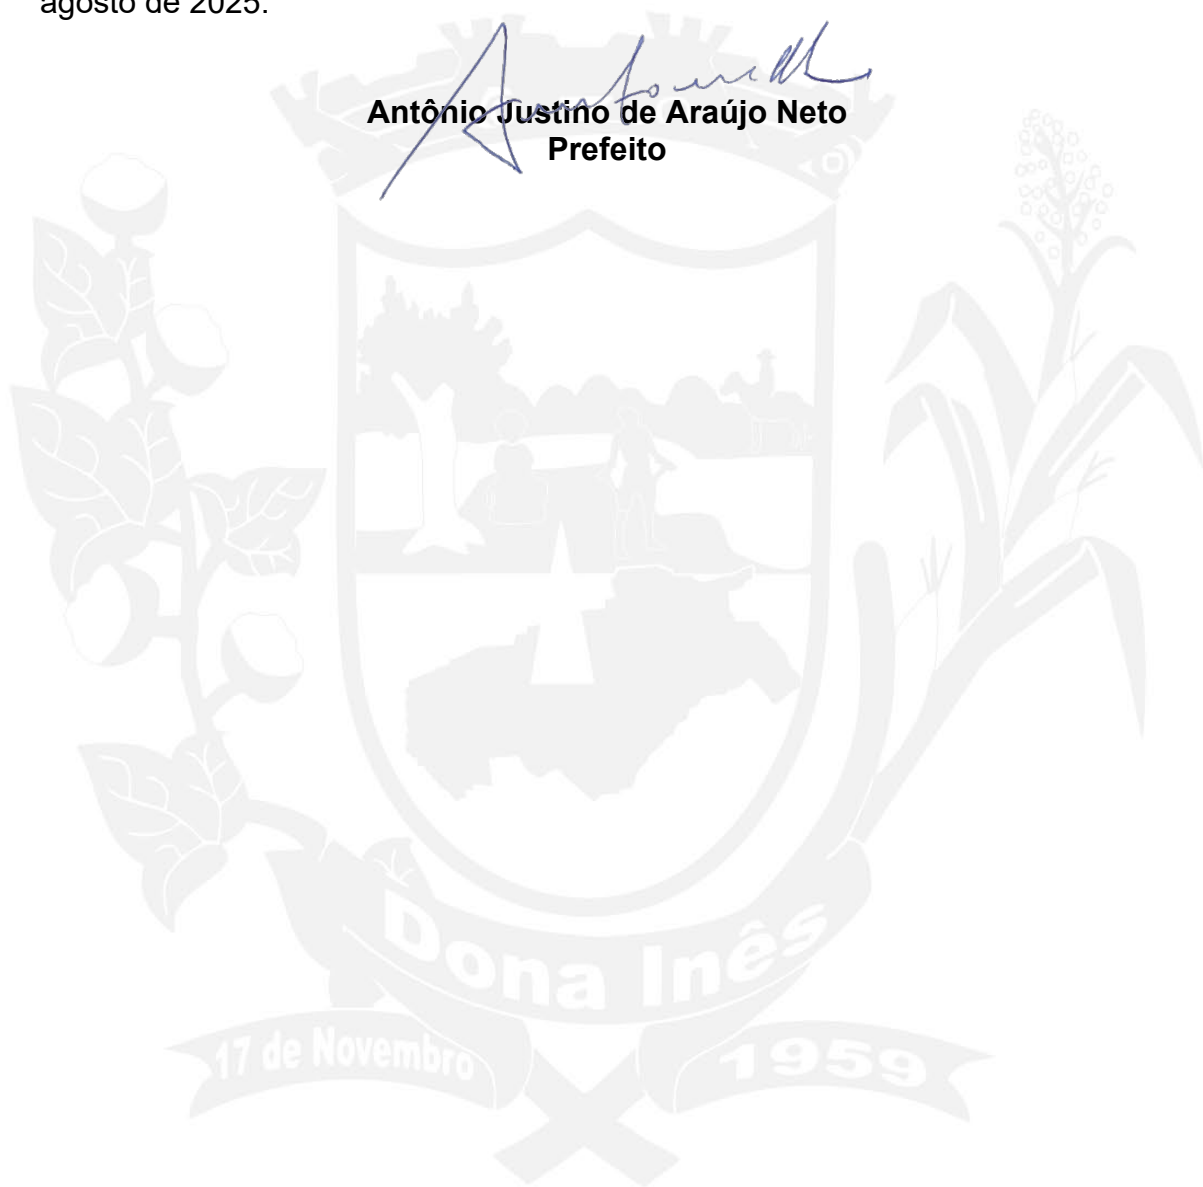 agosto de 2025.
Antônio Justino de Araújo Neto
Prefeito
Dona Inês
17 de Novembro
1959